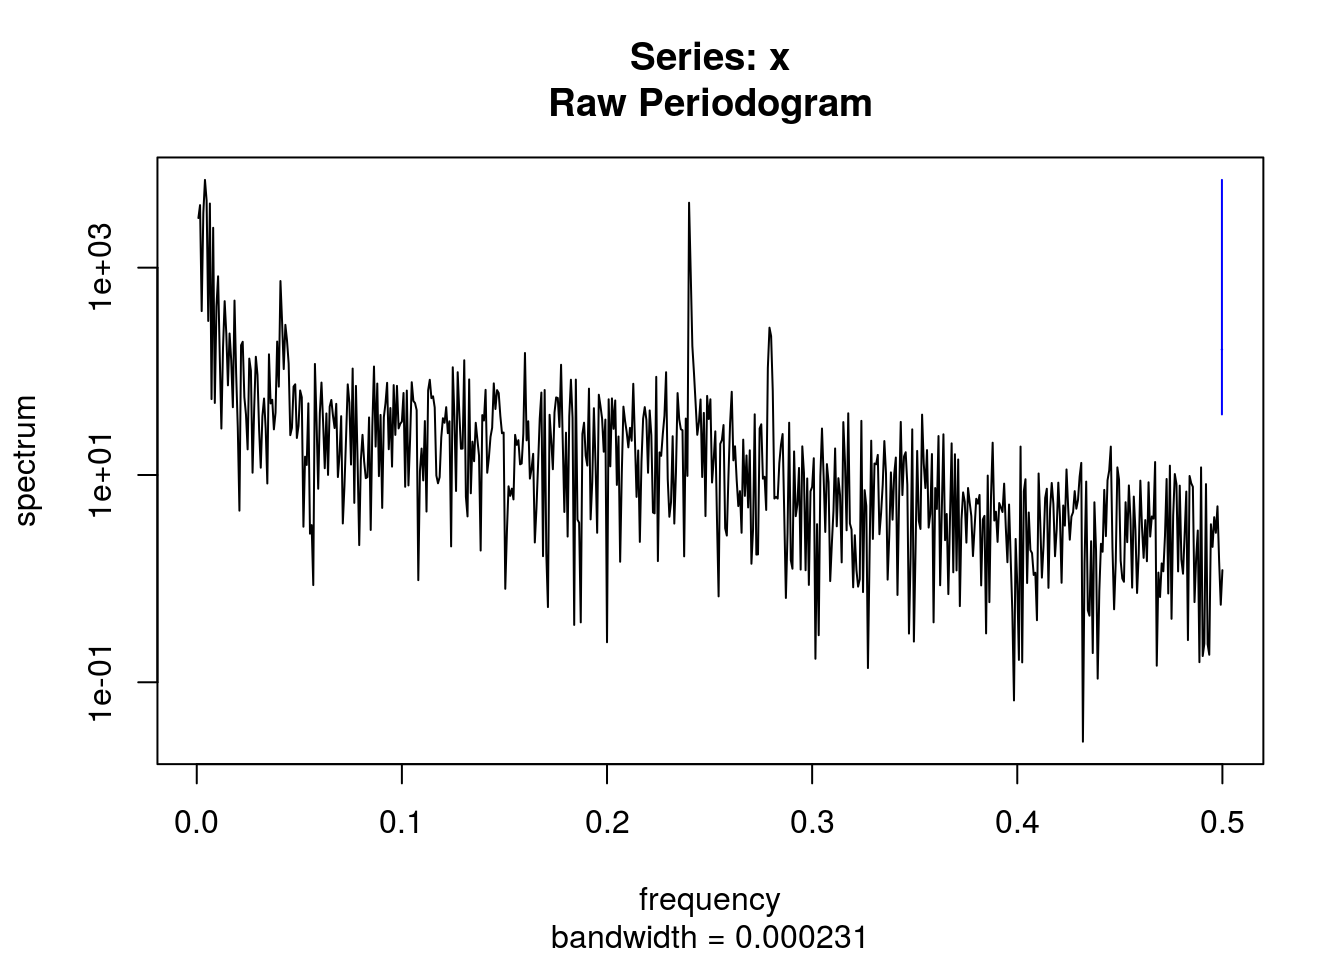 Series: x
Raw Periodogram
spectrum
1e+03
1e+01
1e-01
0.0 0.1 0.2 0.3 0.4 0.5
frequency
bandwidth = 0.000231